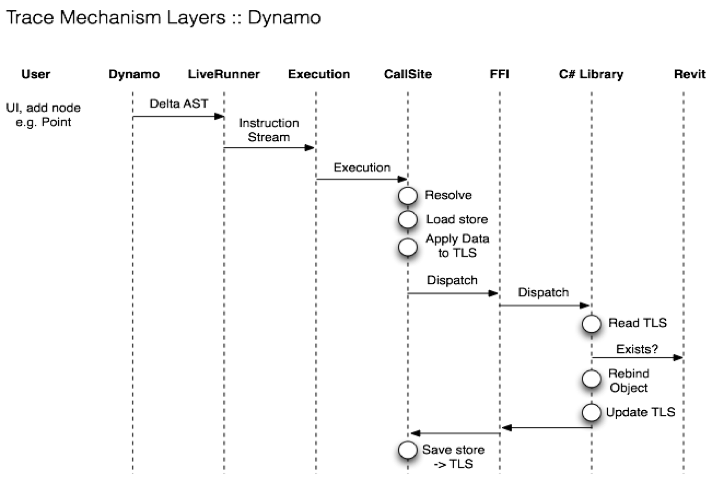 Trace Mechanism Layers :: Dynamo
User Dynamo LiveRunner Execution CallSite FFI C# Library Revit
UI, add node
e.g. Point
Delta AST
Instruction
Stream
Execution
Resolve
Load store
Apply Data
to TLS
Dispatch
Dispatch
Read TLS
Exists?
Rebind
Object
Update TLS
Save store
-> TLS